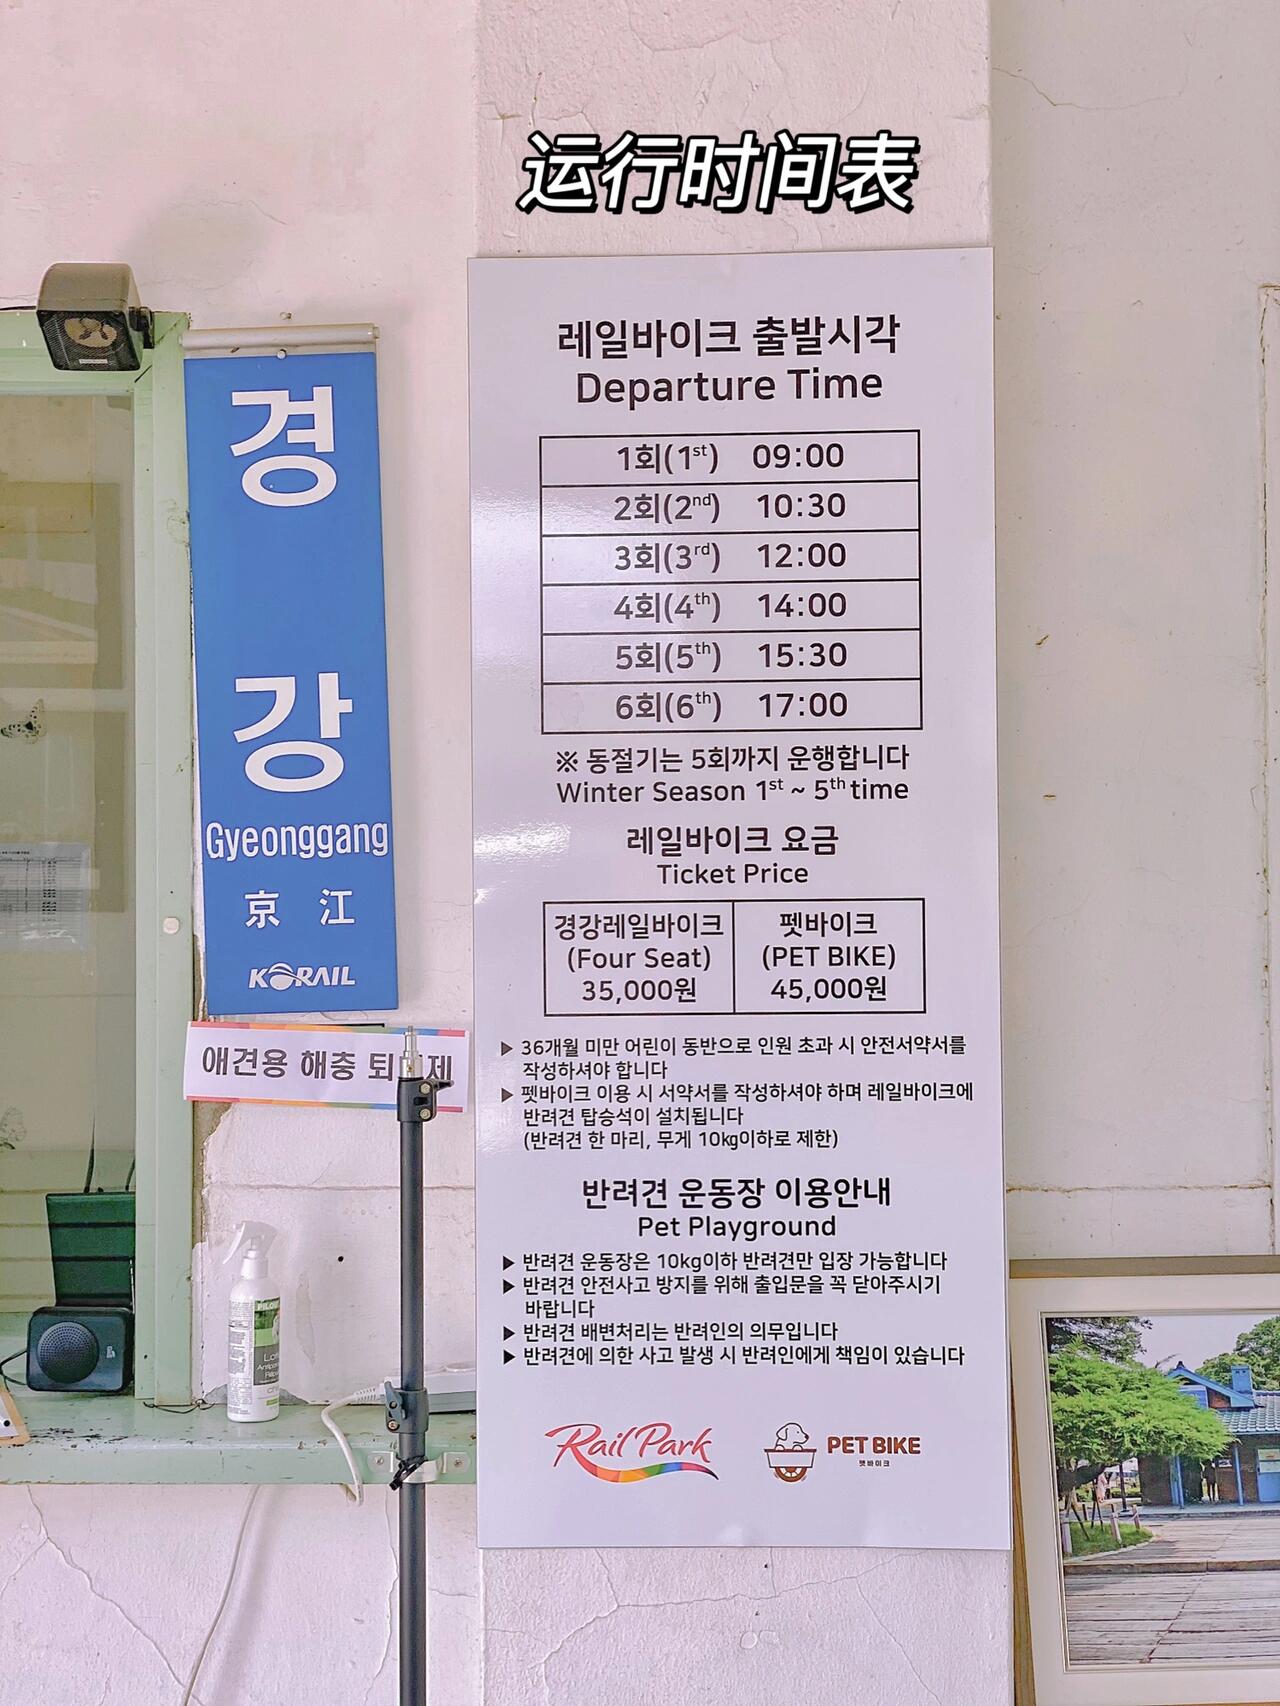 运行时间表
경
강
Gyeonggang
京 江
KORAIL
애견용 해충 퇴 제
레일바이크 출발시각
Departure Time
1회(1st) 09:00
2회(2nd) 10:30
3회(3rd) 12:00
4회(4th) 14:00
5회(5th) 15:30
6회(6th) 17:00
※ 동절기는 5회까지 운행합니다
Winter Season 1st ~ 5th time
레일바이크 요금
Ticket Price
경강레일바이크
(Four Seat)
35,000원
펫바이크
(PET BIKE)
45,000원
▶ 36개월 미만 어린이 동반으로 인원 초과 시 안전서약서를
작성하셔야 합니다
▶ 펫바이크 이용 시 서약서를 작성하셔야 하며 레일바이크에
반려견 탑승석이 설치됩니다
(반려견 한 마리, 무게 10kg이하로 제한)
반려견 운동장 이용안내
Pet Playground
▶ 반려견 운동장은 10kg이하 반려견만 입장 가능합니다
▶ 반려견 안전사고 방지를 위해 출입문을 꼭 닫아주시기
바랍니다
▶ 반려견 배변처리는 반려인의 의무입니다
▶ 반려견에 의한 사고 발생 시 반려인에게 책임이 있습니다
Rail Park
PET BIKE
펫바이크